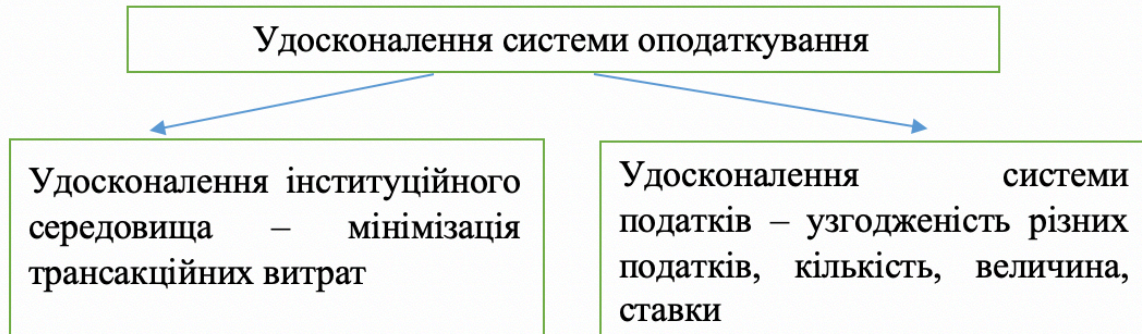 Удосконалення системи оподаткування
Удосконалення інституційного
середовища – мінімізація
трансакційних витрат
Удосконалення системи
податків – узгодженість різних
податків, кількість, величина,
ставки